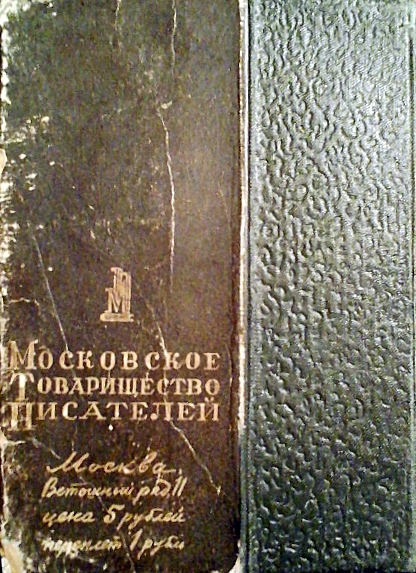 М
Московское
Товарищество
Писателей
Москва,
Ветошный ряд 11
цена 5 рублей
переплет 1 рубль